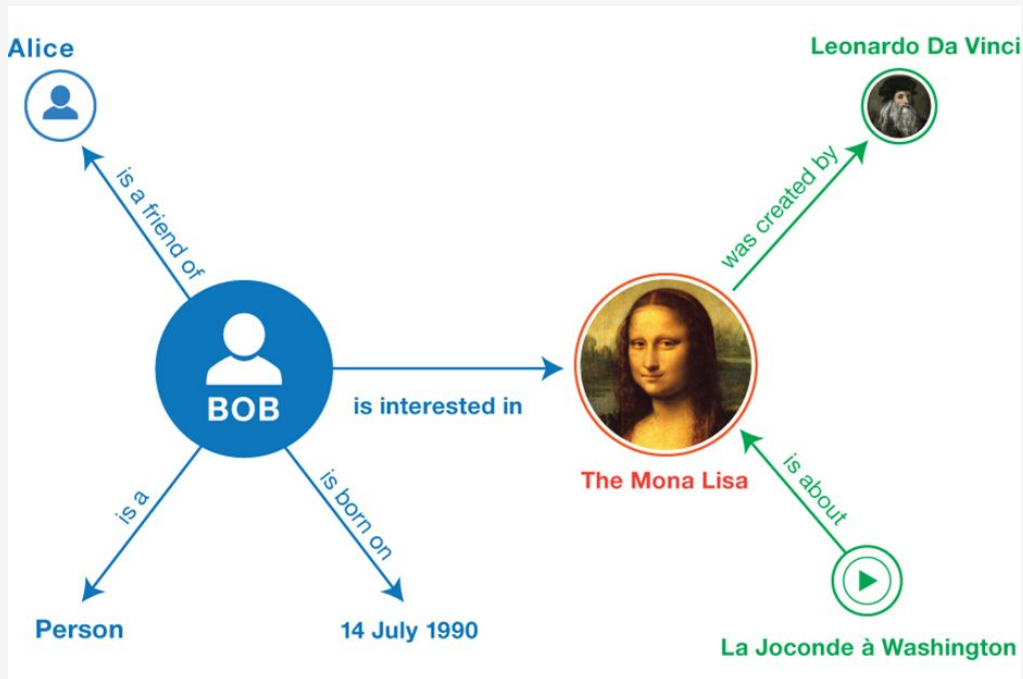 Alice
Leonardo Da Vinci
is a friend of
was created by
BOB
is interested in
The Mona Lisa
is a
is born on
is about
Person
14 July 1990
La Joconde à Washington